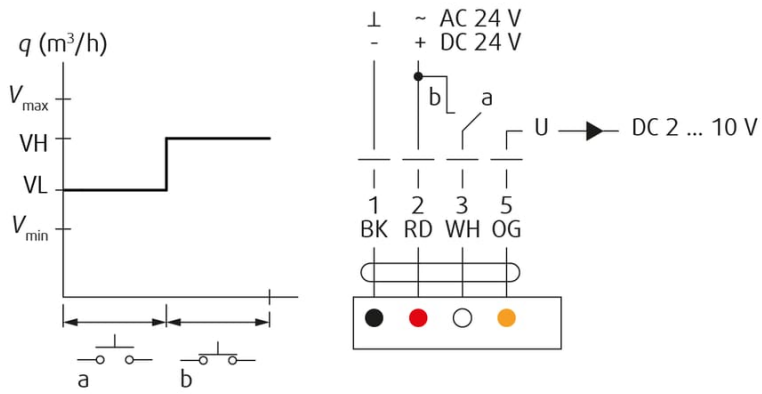 q (m³/h)
Vmax
VH
VL
Vmin
a
b
⊥ ~ AC 24 V
- + DC 24 V
b a
U DC 2 ... 10 V
1 2 3 5
BK RD WH OG